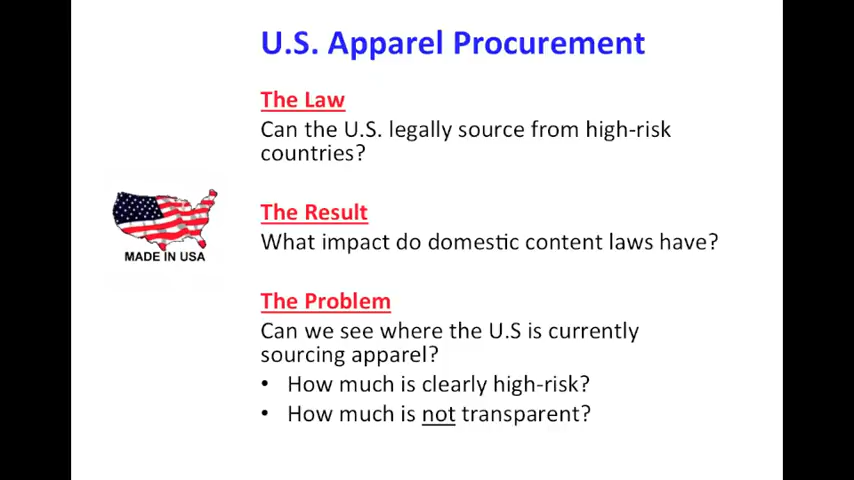 U.S. Apparel Procurement
The Law
Can the U.S. legally source from high-risk
countries?
The Result
What impact do domestic content laws have?
MADE IN USA
The Problem
Can we see where the U.S is currently
sourcing apparel?
• How much is clearly high-risk?
• How much is not transparent?